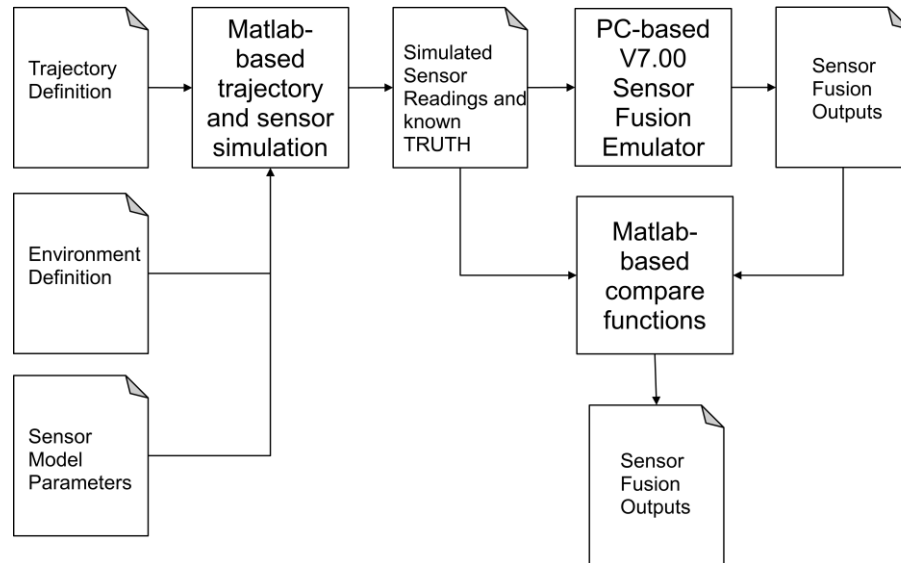 Trajectory
Definition
Matlab-
based
trajectory
and sensor
simulation
Simulated
Sensor
Readings and
known
TRUTH
PC-based
V7.00
Sensor
Fusion
Emulator
Sensor
Fusion
Outputs
Environment
Definition
Matlab-
based
compare
functions
Sensor
Model
Parameters
Sensor
Fusion
Outputs